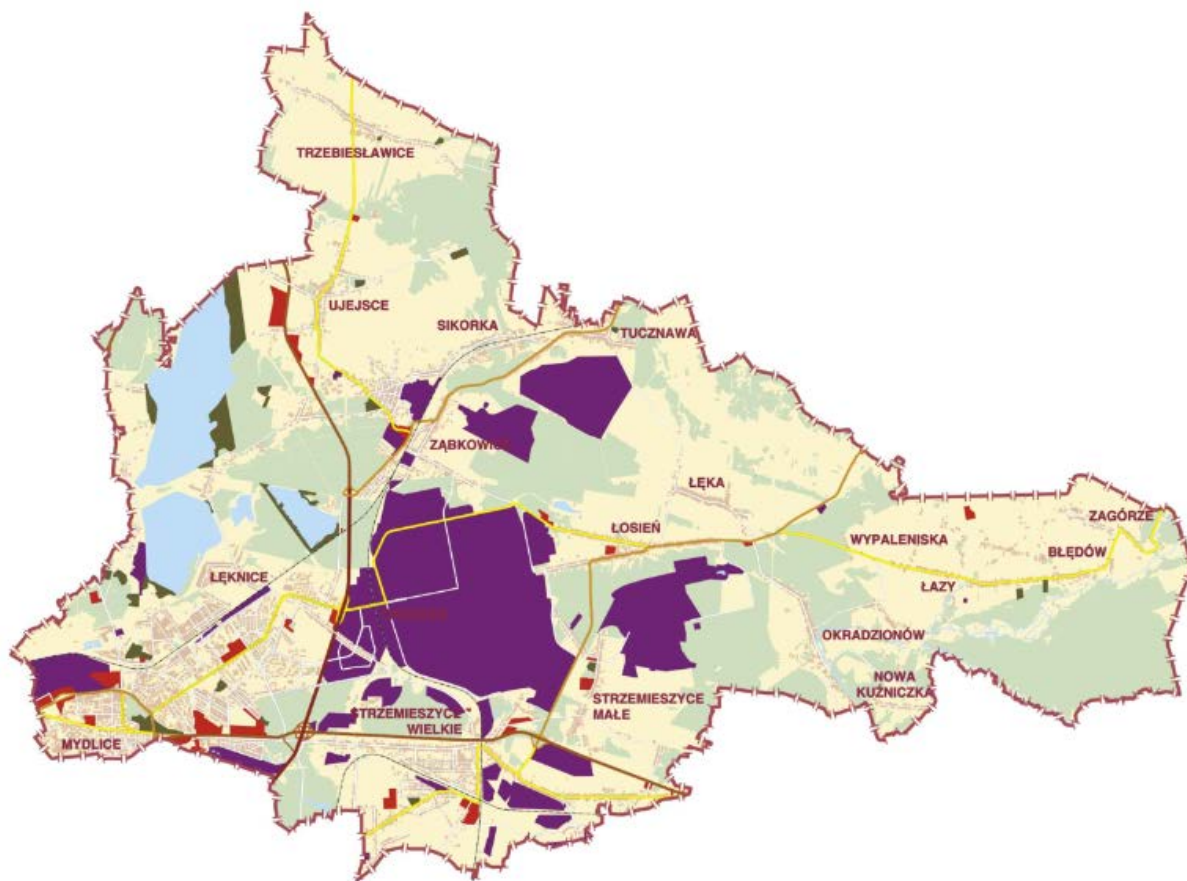 TRZEBIESŁAWICE
UJEJSCE
SIKORKA
TUCZNAWA
ZĄBKOWICE
ŁĘKA
ŁOSIEŃ
ZAGÓRZE
WYPALENISKA
BŁĘDÓW
ŁĘKNICE
ŁAZY
OKRADZIONÓW
NOWA
KUŹNICZKA
STRZEMIESZYCE
MAŁE
STRZEMIESZYCE
WIELKIE
MYDLICE